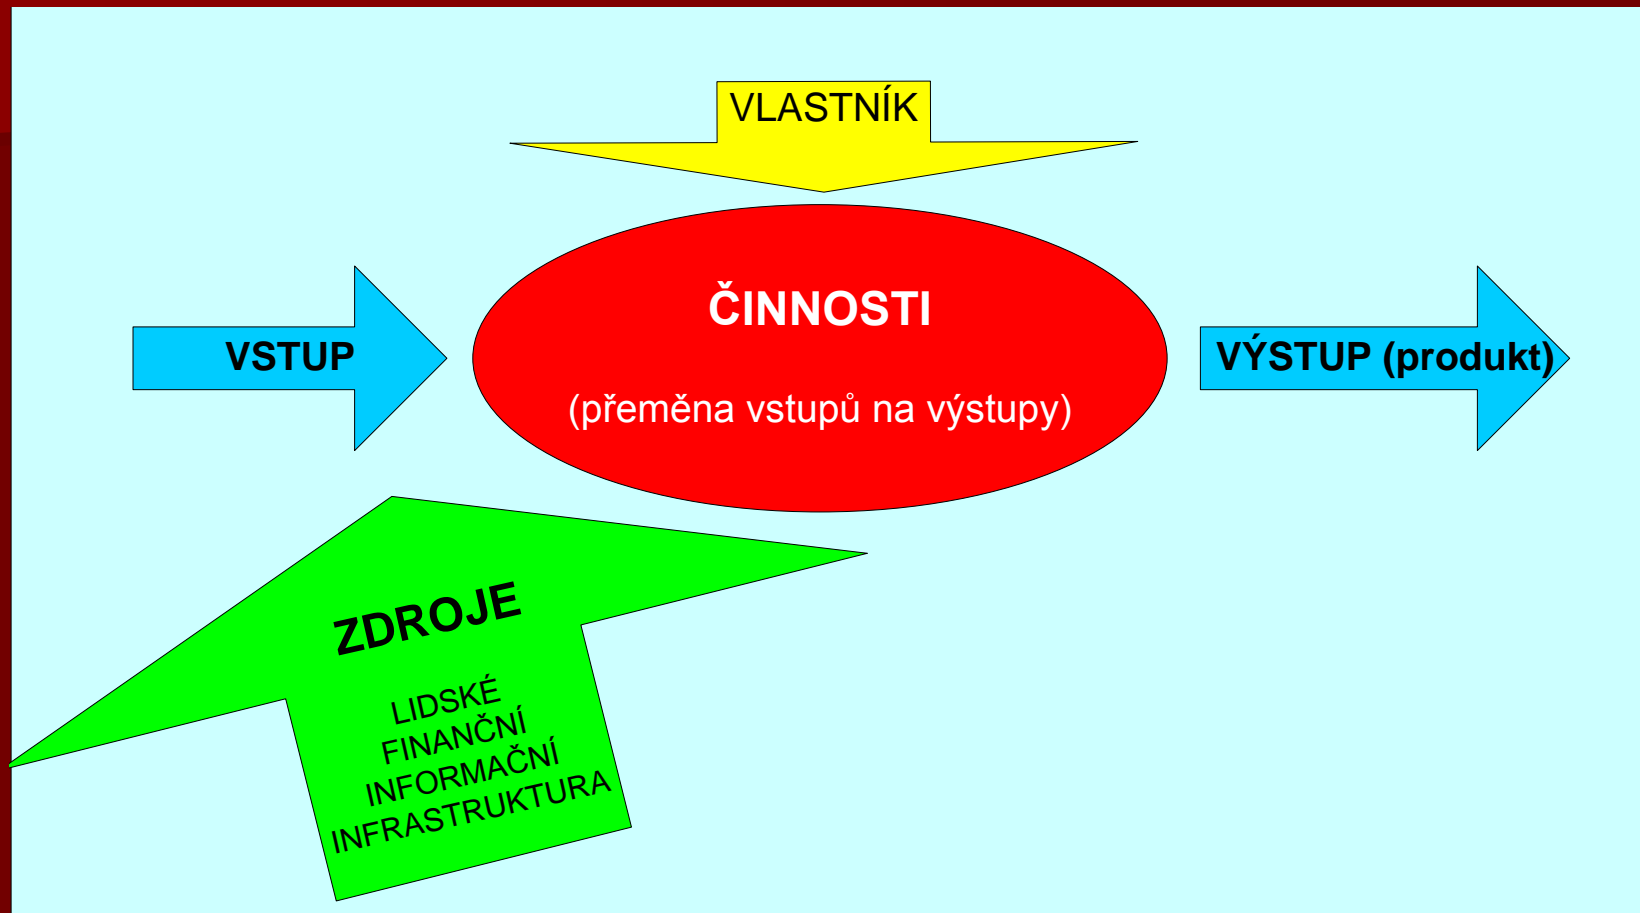 VLASTNÍK
ČINNOSTI
(přeměna vstupů na výstupy)
VSTUP
VÝSTUP (produkt)
ZDROJE
LIDSKÉ
FINANČNÍ
INFORMAČNÍ
INFRASTRUKTURA